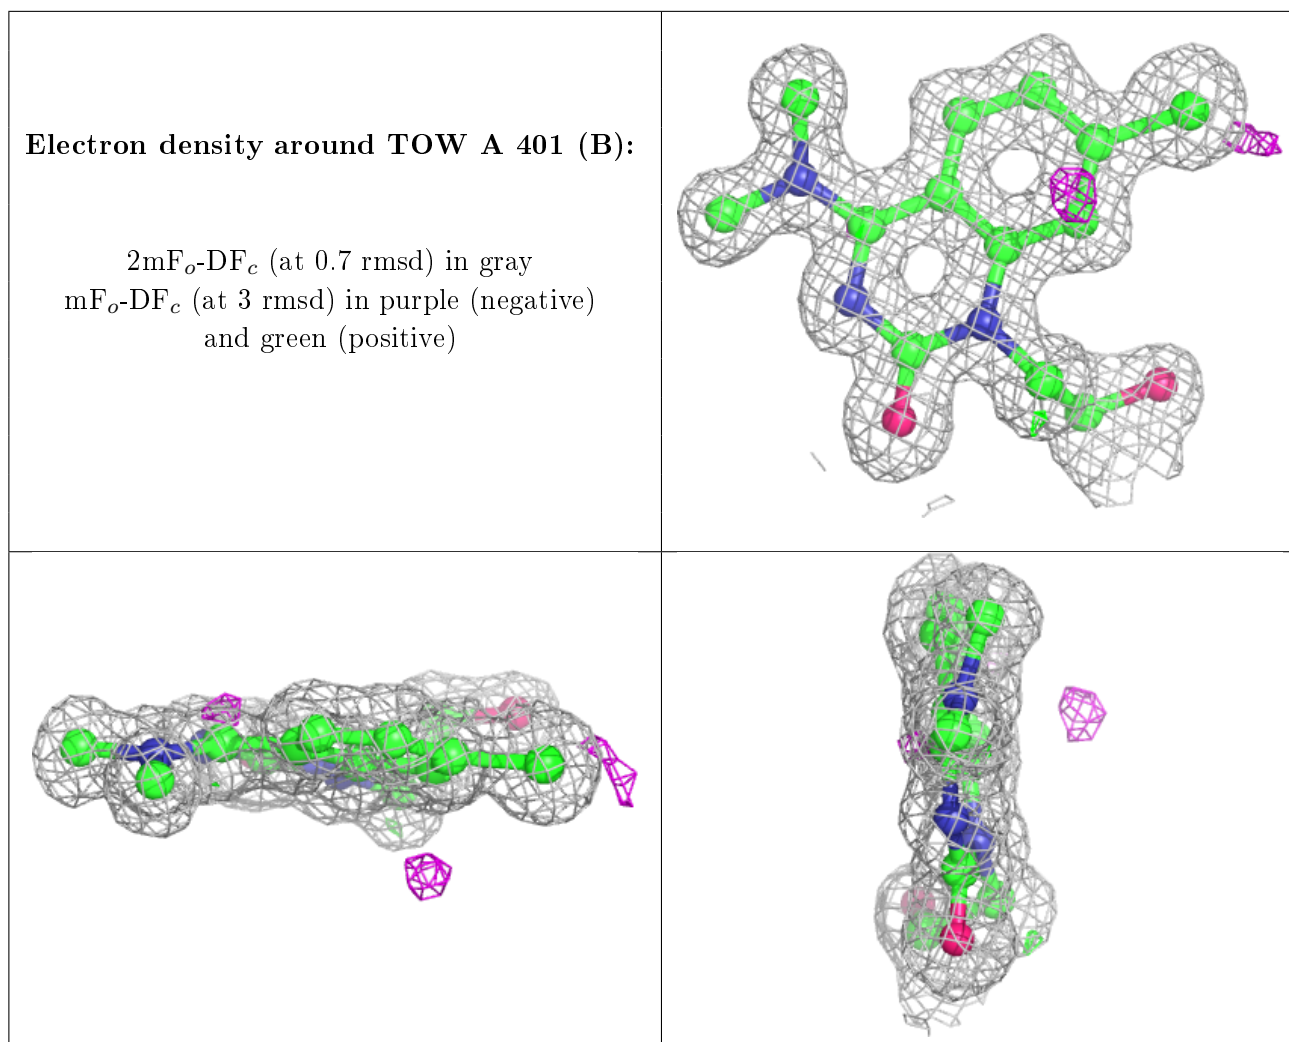 Electron density around TOW A 401 (B):
2mFo-DFc (at 0.7 rmsd) in gray
mFo-DFc (at 3 rmsd) in purple (negative)
and green (positive)